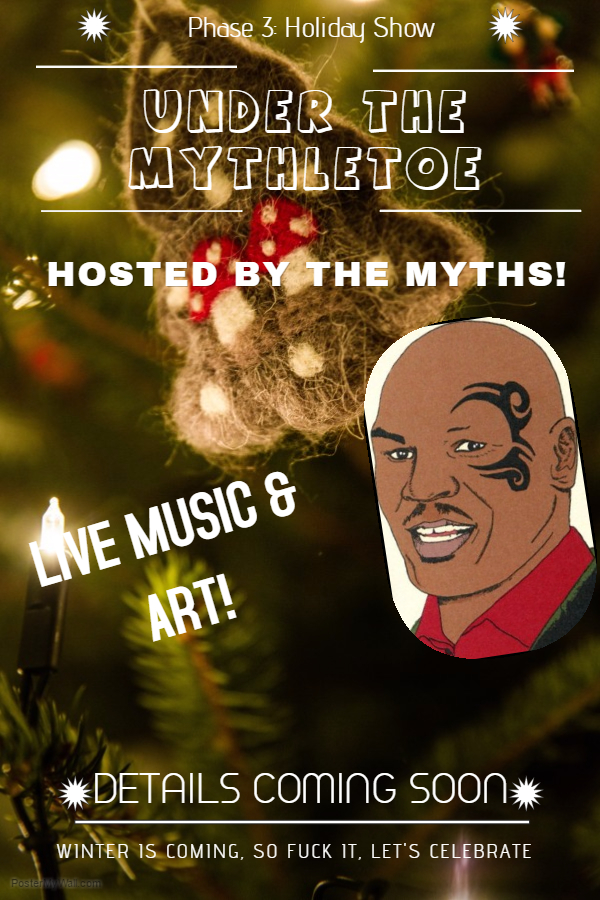 Phase 3: Holiday Show
UNDER THE
MYTHLETOE
HOSTED BY THE MYTHS!
LIVE MUSIC &
ART!
DETAILS COMING SOON
WINTER IS COMING, SO FUCK IT, LET'S CELEBRATE
PosterMyWall.com